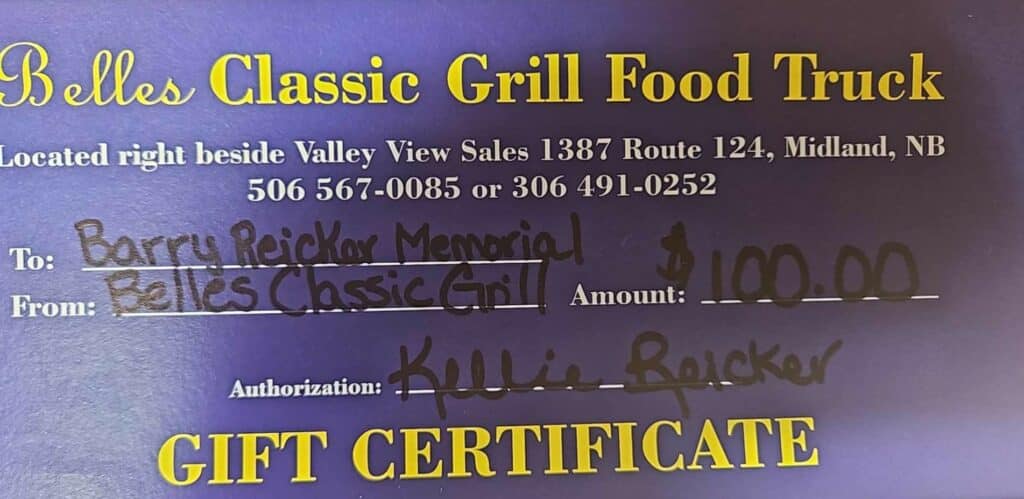 Belles Classic Grill Food Truck
Located right beside Valley View Sales 1387 Route 124, Midland, NB
506 567-0085 or 306 491-0252
To: Barry Reicker Memorial
From: Belles Classic Grill Amount: $100.00
Authorization: Kellie Reicker
GIFT CERTIFICATE